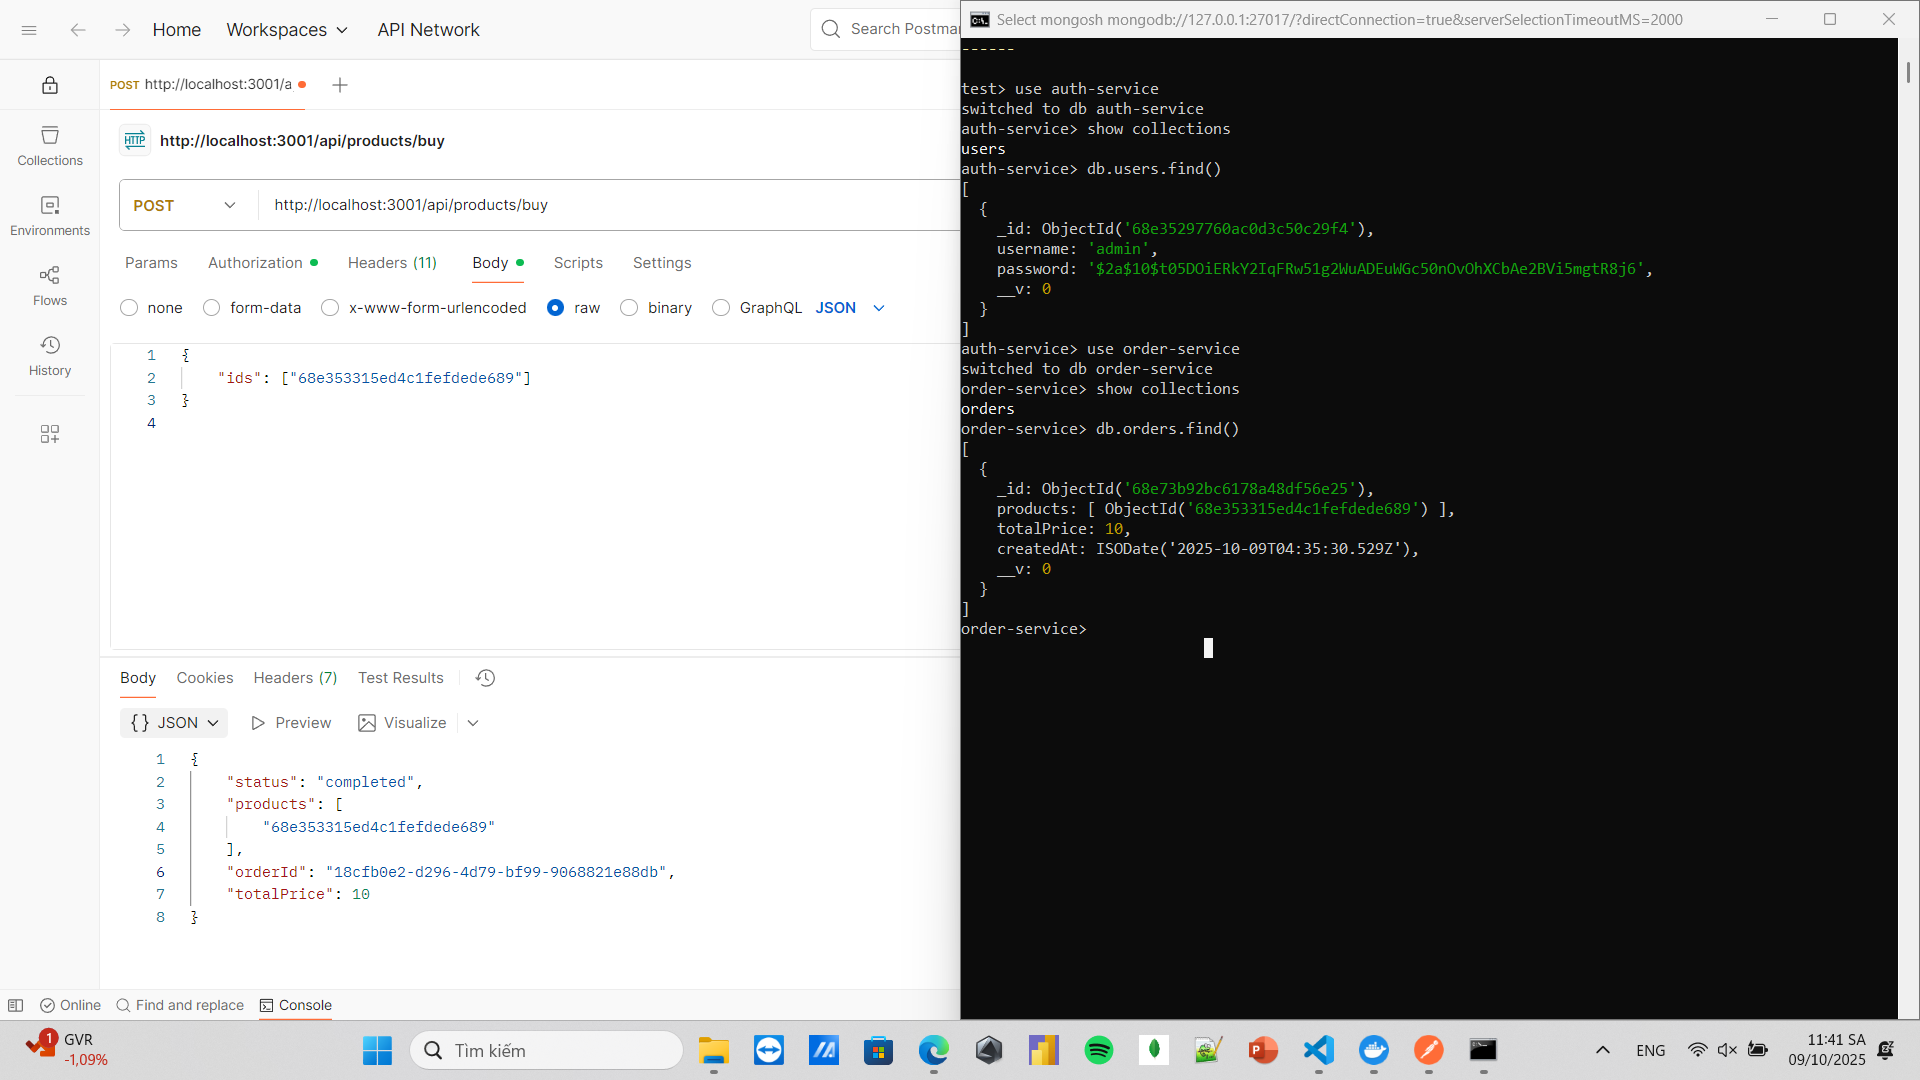 Home
Workspaces
API Network
Search Postma
POST http://localhost:3001/a
HTTP http://localhost:3001/api/products/buy
POST
http://localhost:3001/api/products/buy
Params
Authorization
Headers (11)
Body
Scripts
Settings
none
form-data
x-www-form-urlencoded
raw
binary
GraphQL
JSON
1 {
2 "ids": ["68e353315ed4c1fefdede689"]
3 }
4
Collections
Environments
Flows
History
Body
Cookies
Headers (7)
Test Results
{} JSON
Preview
Visualize
1 {
2 "status": "completed",
3 "products": [
4 "68e353315ed4c1fefdede689"
5 ],
6 "orderId": "18cfb0e2-d296-4d79-bf99-9068821e88db",
7 "totalPrice": 10
8 }
Online
Find and replace
Console
Select mongosh mongodb://127.0.0.1:27017/?directConnection=true&serverSelectionTimeoutMS=2000
------
test> use auth-service
switched to db auth-service
auth-service> show collections
users
auth-service> db.users.find()
[
{
_id: ObjectId('68e35297760ac0d3c50c29f4'),
username: 'admin',
password: '$2a$10$t05DOiERkY2IqFRw51g2WuADEuWGc50nOvOhXCbAe2BVi5mgtR8j6',
__v: 0
}
]
auth-service> use order-service
switched to db order-service
order-service> show collections
orders
order-service> db.orders.find()
[
{
_id: ObjectId('68e73b92bc6178a48df56e25'),
products: [ ObjectId('68e353315ed4c1fefdede689') ],
totalPrice: 10,
createdAt: ISODate('2025-10-09T04:35:30.529Z'),
__v: 0
}
]
order-service>
1
GVR
-1,09%
Tìm kiếm
ENG
11:41 SA
09/10/2025